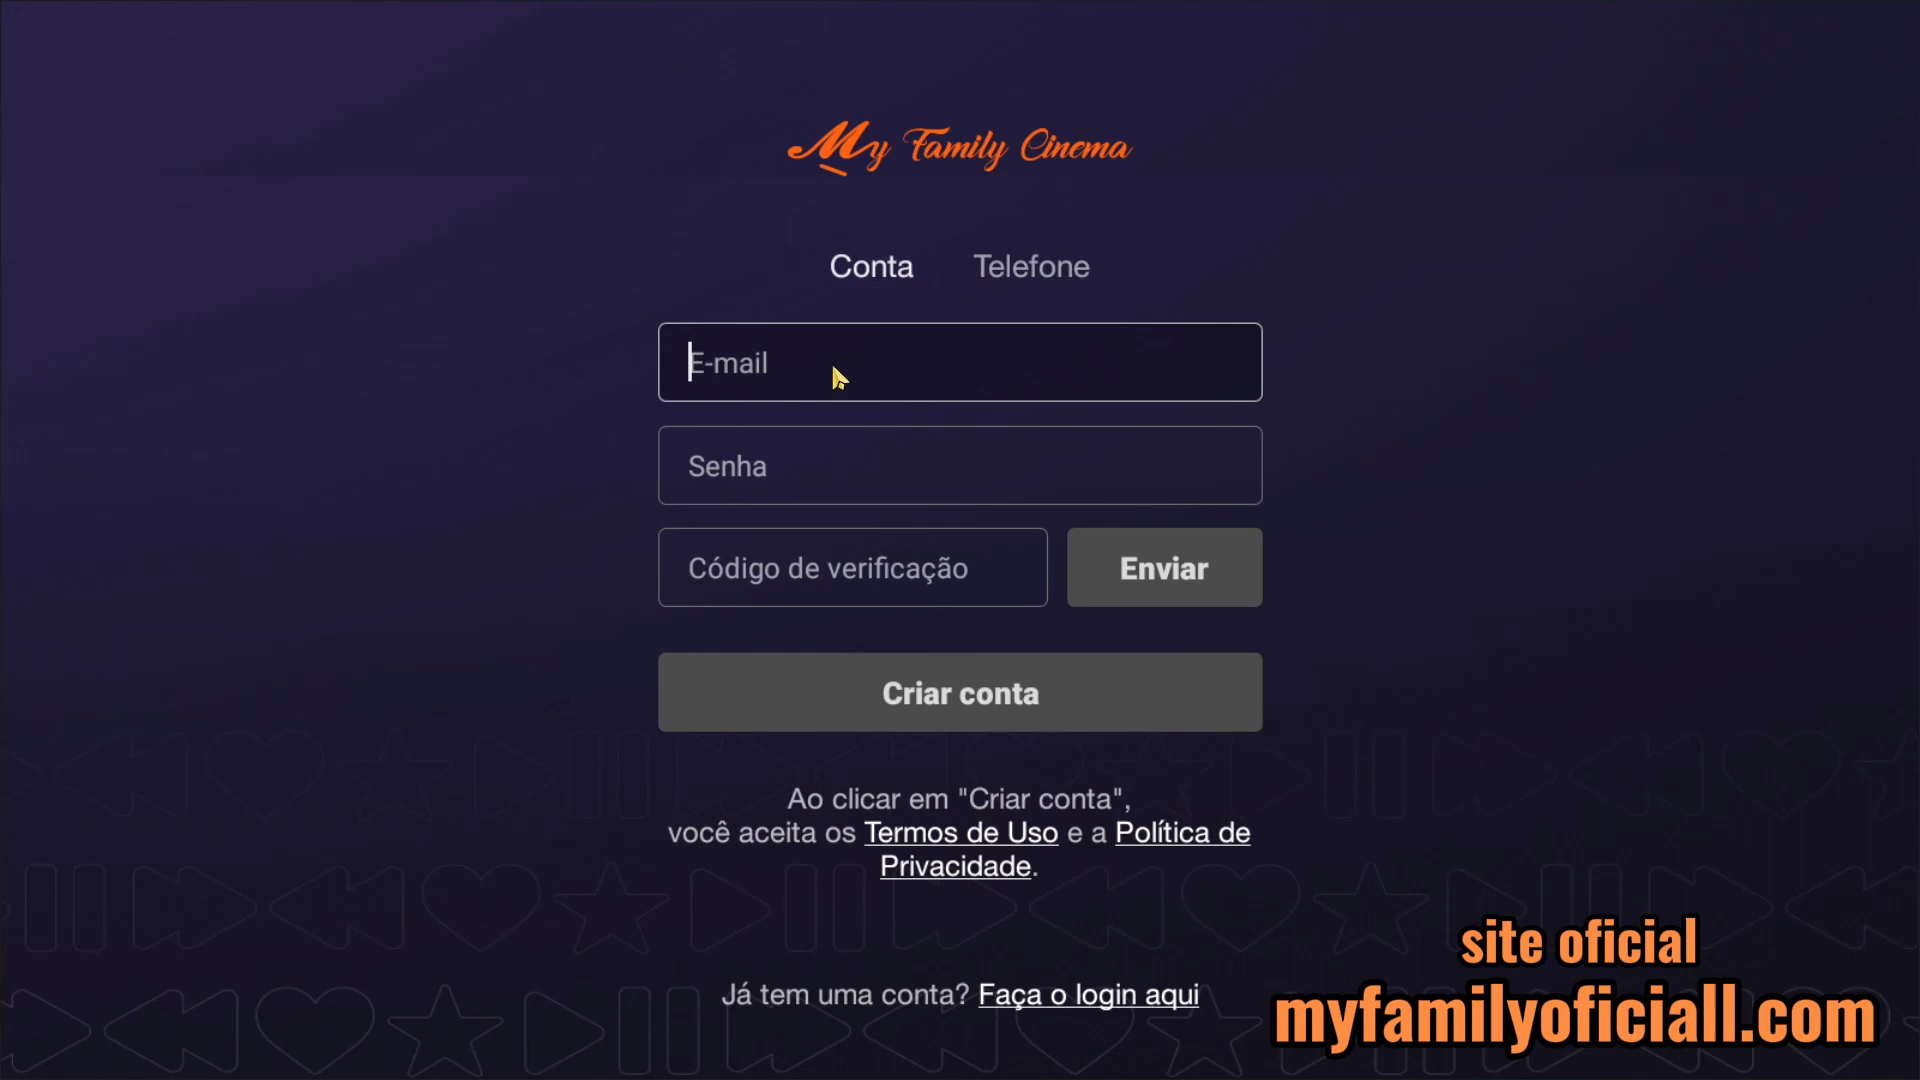 My Family Cinema
Conta Telefone
E-mail
Senha
Código de verificação Enviar
Criar conta
Ao clicar em "Criar conta",
você aceita os Termos de Uso e a Política de
Privacidade.
Já tem uma conta? Faça o login aqui
site oficial
myfamilyoficiall.com